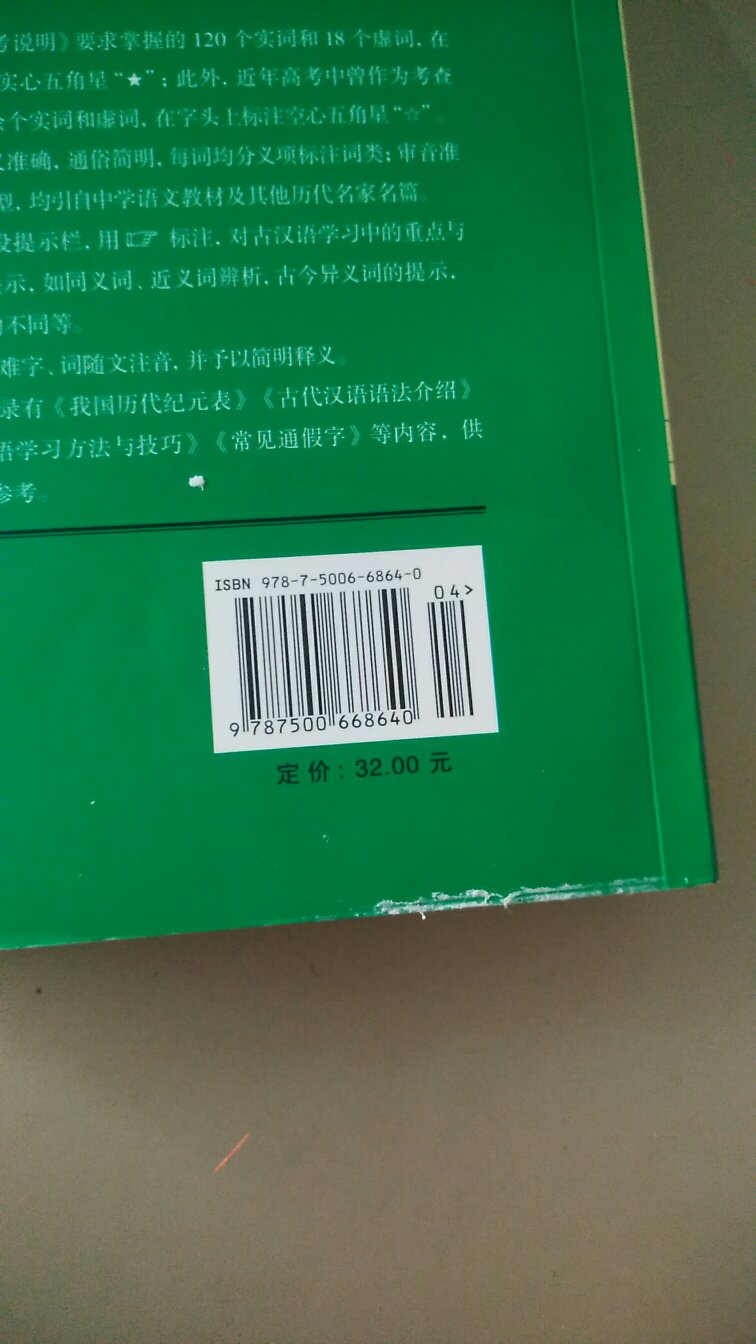 考说明》要求掌握的 120 个实词和 18 个虚词，在
实心五角星“★”；此外，近年高考中曾作为考查
个实词和虚词，在字头上标注空心五角星“☆”。
准确，通俗简明，每词均分义项标注词类；审音准
型，均引自中学语文教材及其他历代名家名篇。
设提示栏，用☞标注，对古汉语学习中的重点与
示，如同义词、近义词辨析，古今异义词的提示，
不同等。
难字、词随文注音，并予以简明释义。
录有《我国历代纪元表》《古代汉语语法介绍》
语学习方法与技巧》《常见通假字》等内容，供
参考。
ISBN 978-7-5006-6864-0
04>
9 787500 668640
定价：32.00 元